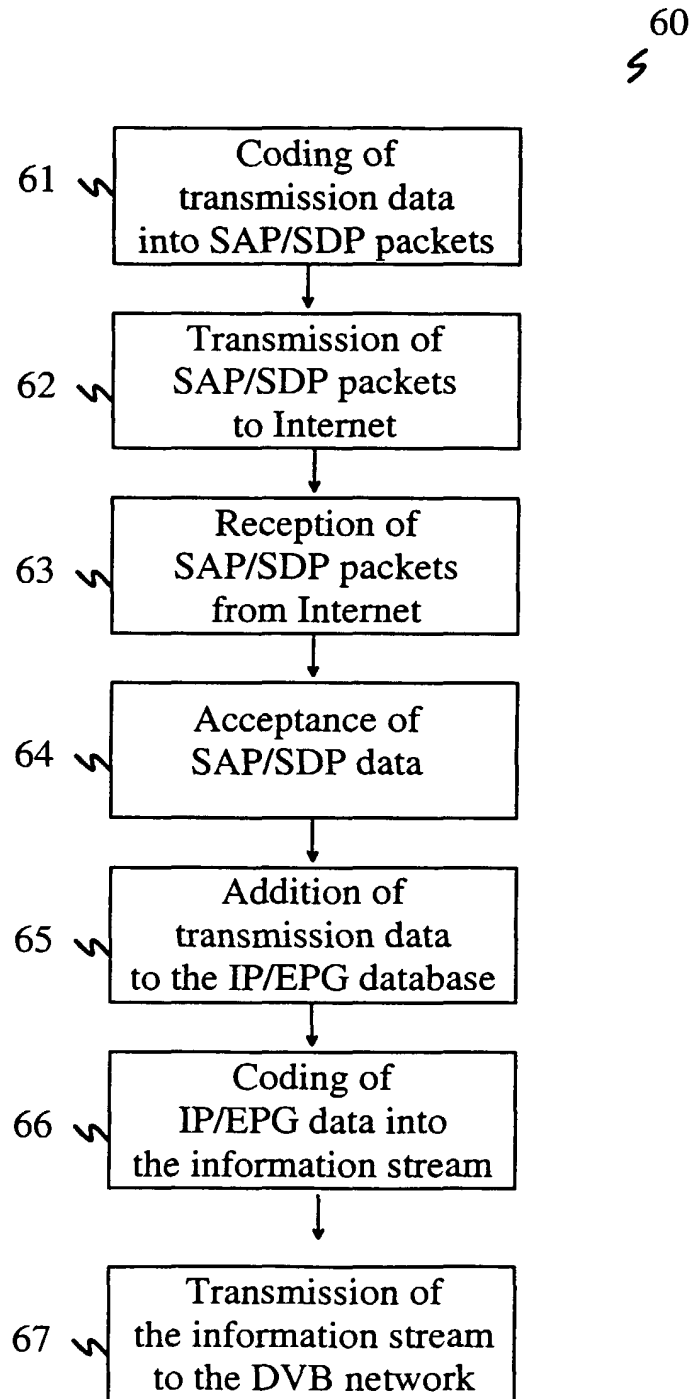 60
61
Coding of
transmission data
into SAP/SDP packets
62
Transmission of
SAP/SDP packets
to Internet
63
Reception of
SAP/SDP packets
from Internet
64
Acceptance of
SAP/SDP data
65
Addition of
transmission data
to the IP/EPG database
66
Coding of
IP/EPG data into
the information stream
67
Transmission of
the information stream
to the DVB network